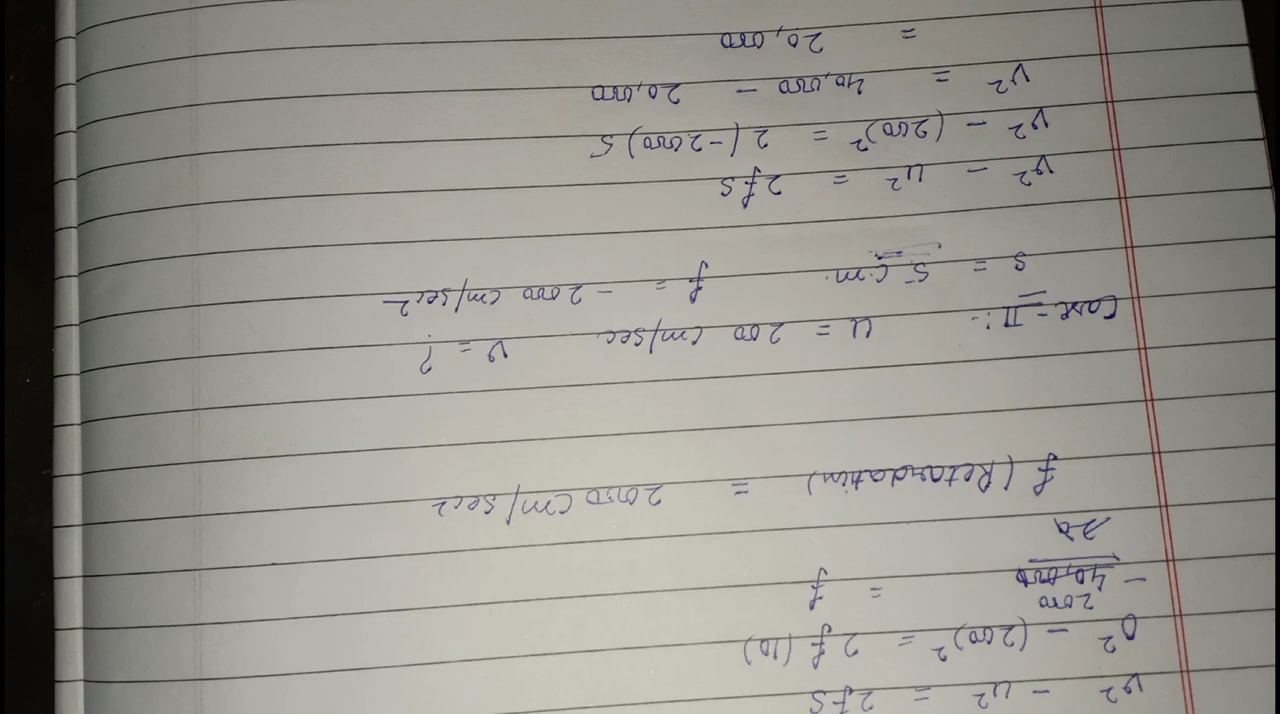 v² - u² = 2fS
0² - (200)² = 2f(10)
- 40,000 / 20 = f
2000
f (Retardation) = 2000 cm/sec²
Case - II :- u = 200 cm/sec v = ?
s = 5 c.m. f = - 2000 cm/sec²
v² - u² = 2fS
v² - (200)² = 2(-2000)5
v² = 40,000 - 20,000
= 20,000